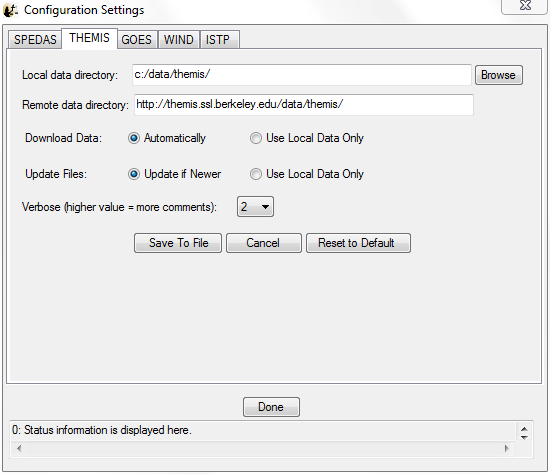 Configuration Settings
SPEDAS THEMIS GOES WIND ISTP
Local data directory: c:/data/themis/ Browse
Remote data directory: http://themis.ssl.berkeley.edu/data/themis/
Download Data: Automatically Use Local Data Only
Update Files: Update if Newer Use Local Data Only
Verbose (higher value = more comments): 2
Save To File Cancel Reset to Default
Done
0: Status information is displayed here.